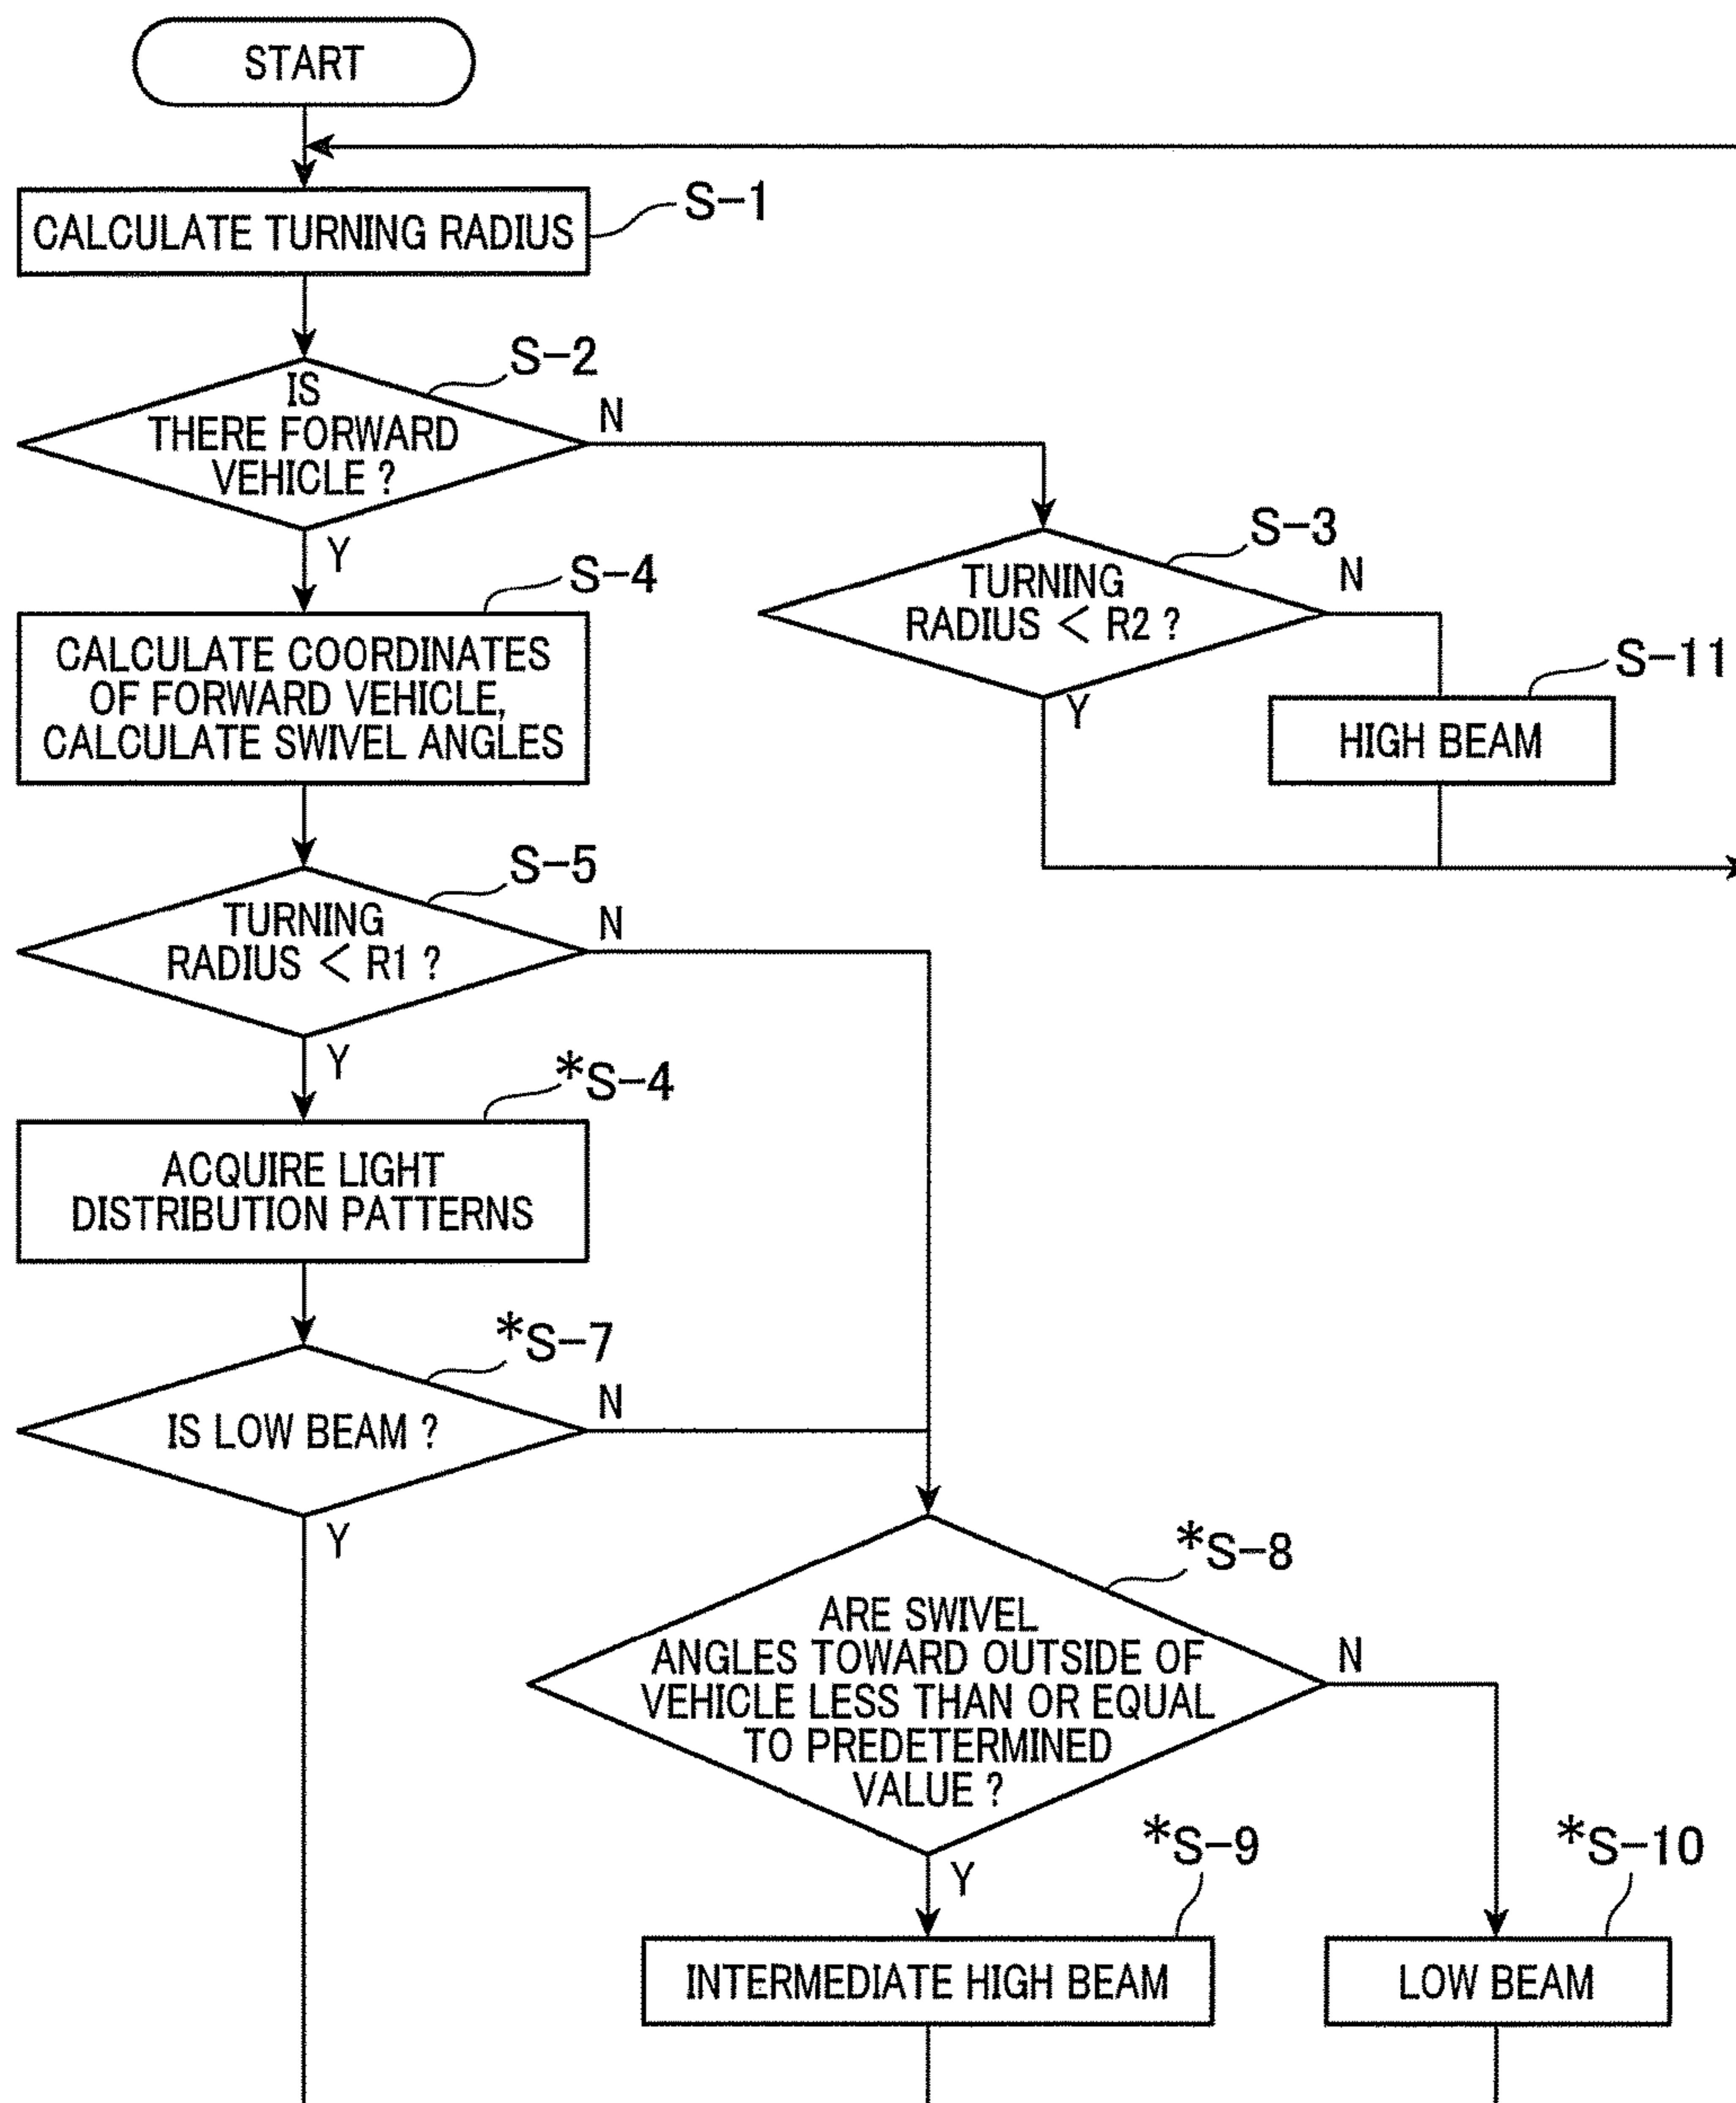 START
CALCULATE TURNING RADIUS
S-1
IS
THERE FORWARD
VEHICLE ?
S-2
N
Y
TURNING
RADIUS < R2 ?
S-3
N
Y
HIGH BEAM
S-11
CALCULATE COORDINATES
OF FORWARD VEHICLE,
CALCULATE SWIVEL ANGLES
S-4
TURNING
RADIUS < R1 ?
S-5
N
Y
ACQUIRE LIGHT
DISTRIBUTION PATTERNS
*S-4
IS LOW BEAM ?
*S-7
N
Y
ARE SWIVEL
ANGLES TOWARD OUTSIDE OF
VEHICLE LESS THAN OR EQUAL
TO PREDETERMINED
VALUE ?
*S-8
N
Y
INTERMEDIATE HIGH BEAM
*S-9
LOW BEAM
*S-10